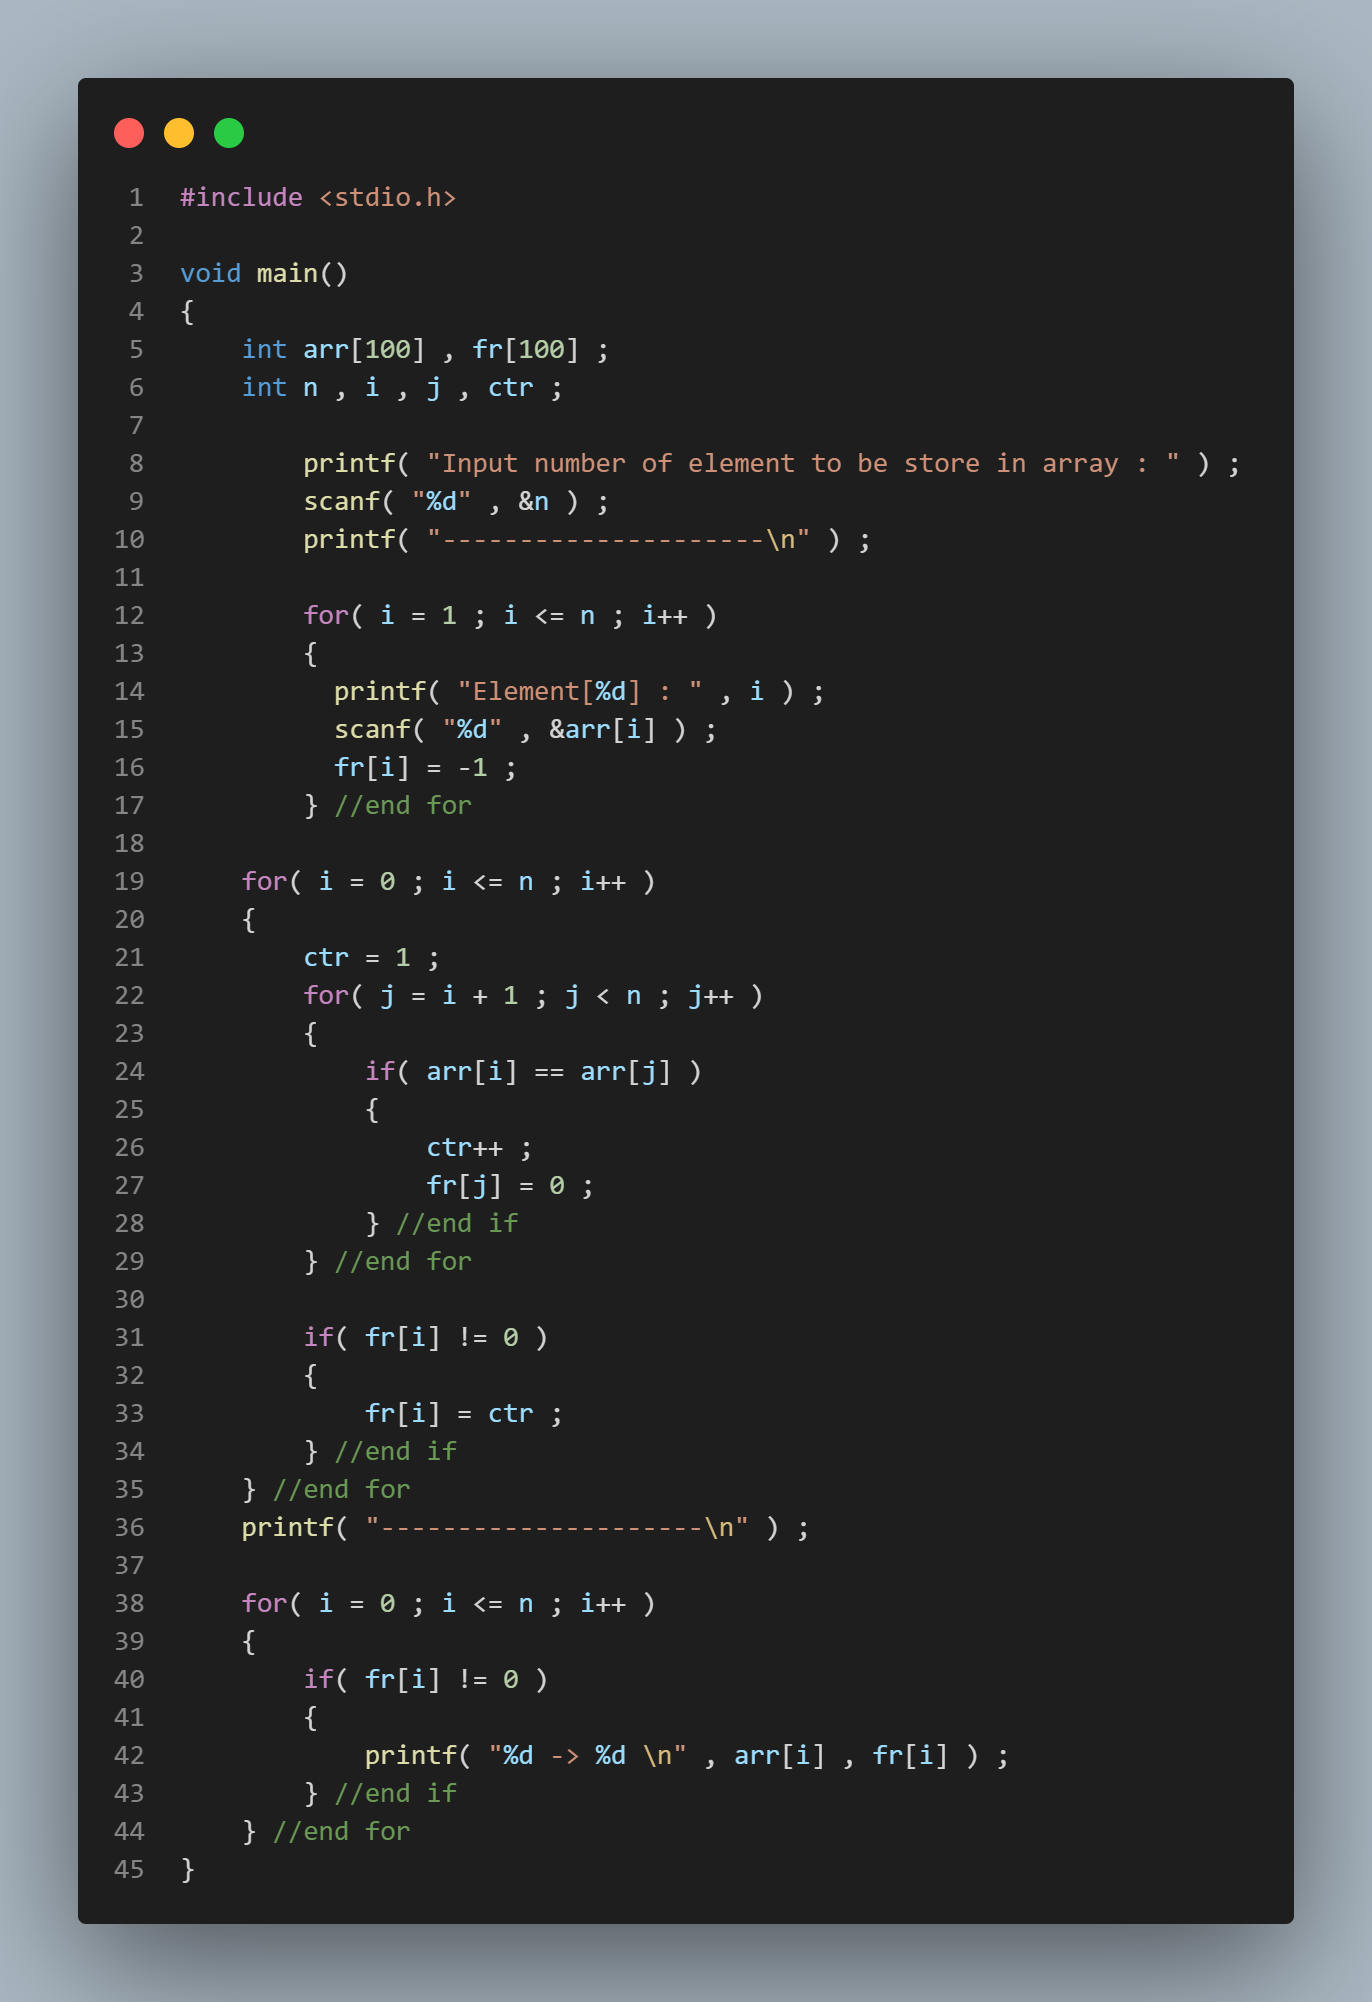 1 #include <stdio.h>
2
3 void main()
4 {
5     int arr[100] , fr[100] ;
6     int n , i , j , ctr ;
7
8         printf( "Input number of element to be store in array : " ) ;
9         scanf( "%d" , &n ) ;
10         printf( "---------------------\n" ) ;
11
12         for( i = 1 ; i <= n ; i++ )
13         {
14           printf( "Element[%d] : " , i ) ;
15           scanf( "%d" , &arr[i] ) ;
16           fr[i] = -1 ;
17         } //end for
18
19     for( i = 0 ; i <= n ; i++ )
20     {
21         ctr = 1 ;
22         for( j = i + 1 ; j < n ; j++ )
23         {
24             if( arr[i] == arr[j] )
25             {
26                 ctr++ ;
27                 fr[j] = 0 ;
28             } //end if
29         } //end for
30
31         if( fr[i] != 0 )
32         {
33             fr[i] = ctr ;
34         } //end if
35     } //end for
36     printf( "---------------------\n" ) ;
37
38     for( i = 0 ; i <= n ; i++ )
39     {
40         if( fr[i] != 0 )
41         {
42             printf( "%d -> %d \n" , arr[i] , fr[i] ) ;
43         } //end if
44     } //end for
45 }